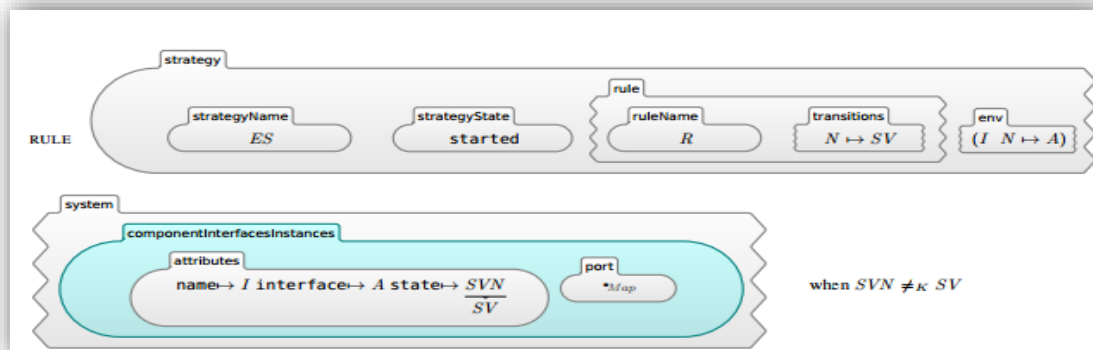 strategy
rule
strategyName strategyState ruleName transitions env
RULE ES started R N ↦ SV (I N ↦ A)
system
componentInterfacesInstances
attributes port
name↦ I interface↦ A state↦ SVN •Map when SVN ≠K SV
SV